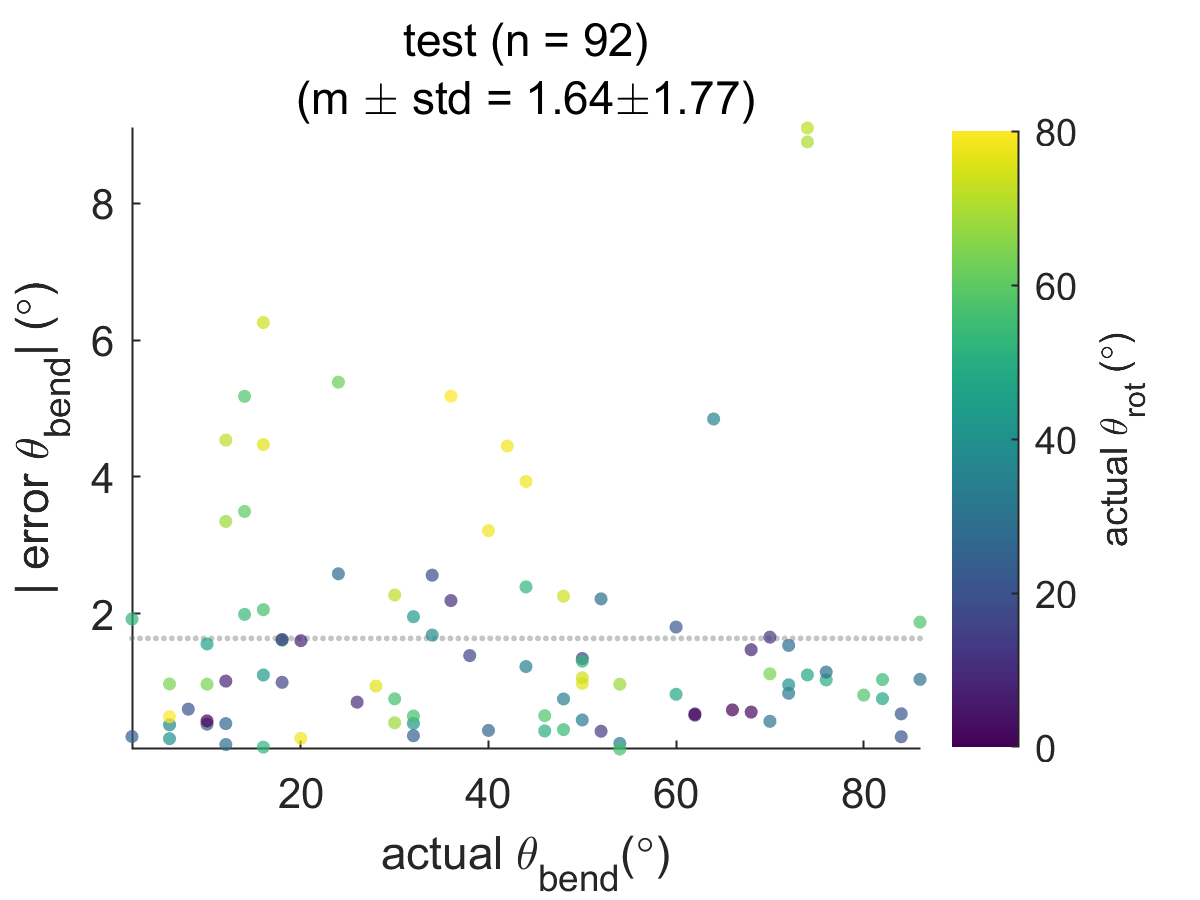 test (n = 92)
(m ± std = 1.64±1.77)
| error θbend| (°)
8
6
4
2
20
40
60
80
actual θbend(°)
80
60
40
20
0
actual θrot (°)